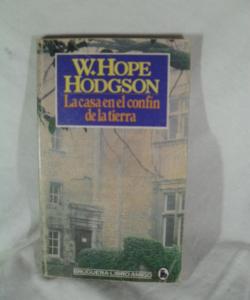 W. HOPE
HODGSON
La casa en el confín
de la tierra
BRUGUERA·LIBRO AMIGO